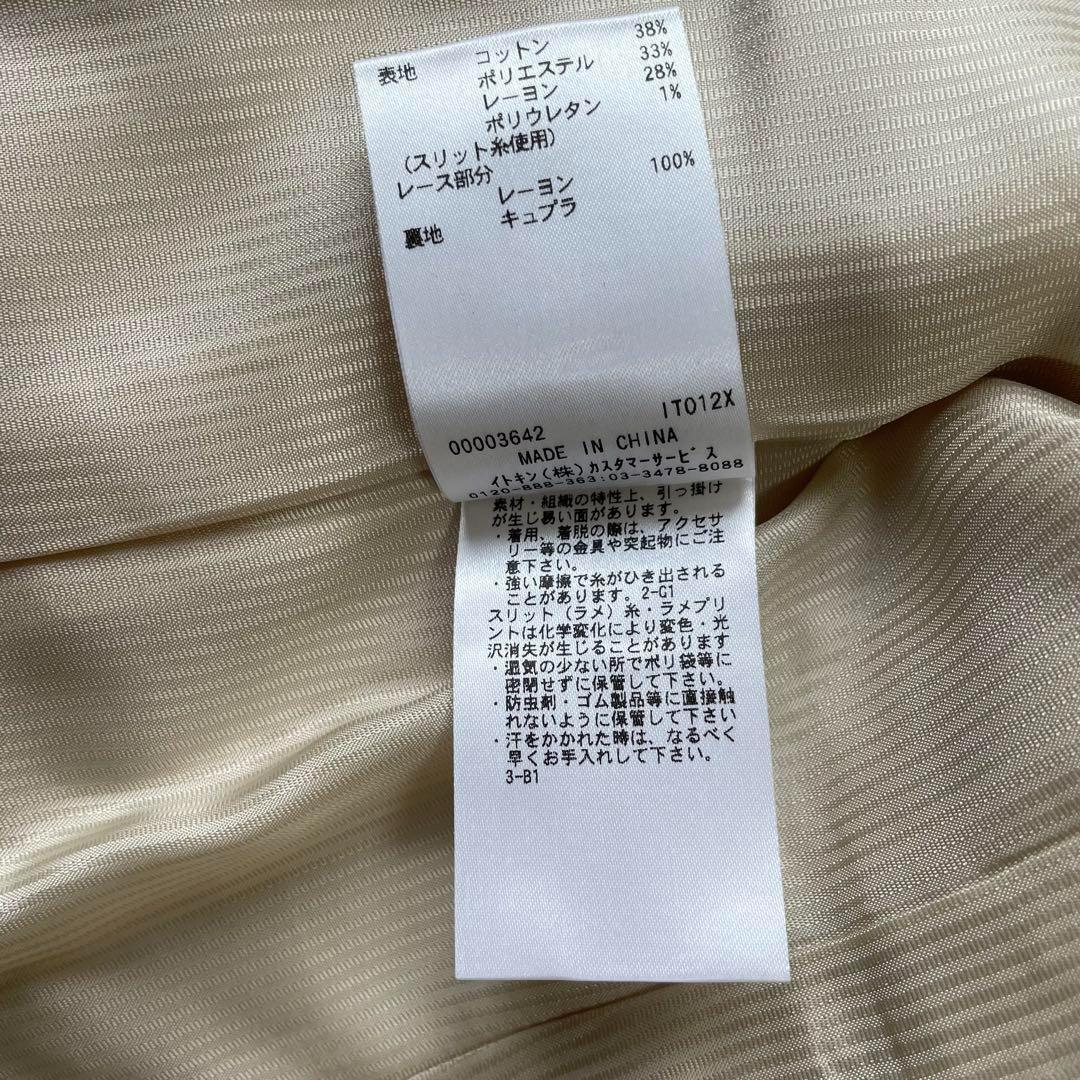 表地 コットン 38%
ポリエステル 33%
レーヨン 28%
ポリウレタン 1%
(スリット糸使用)
レース部分
レーヨン 100%
裏地 キュプラ
IT012X
00003642
MADE IN CHINA
イトキン(株)カスタマーサービス
0120-888-363:03-3478-8088
素材・組織の特性上、引っ掛け
が生じ易い面があります。
・着用、着脱の際は、アクセサ
リー等の金具や突起物にご注
意下さい。
・強い摩擦で糸がひき出される
ことがあります。2-C1
スリット(ラメ)糸・ラメプリ
ントは化学変化により変色・光
沢消失が生じることがあります
・湿気の少ない所でポリ袋等に
密閉せずに保管して下さい。
・防虫剤・ゴム製品等に直接触
れないように保管して下さい
・汗をかかれた時は、なるべく
早くお手入れして下さい。
3-B1